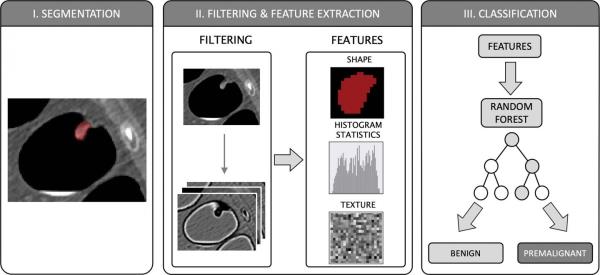 I. SEGMENTATION
II. FILTERING & FEATURE EXTRACTION
FILTERING
FEATURES
SHAPE
HISTOGRAM
STATISTICS
TEXTURE
III. CLASSIFICATION
FEATURES
RANDOM
FOREST
BENIGN
PREMALIGNANT